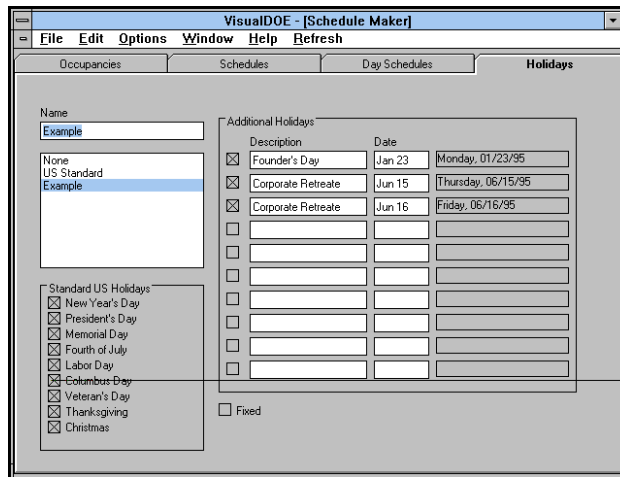 VisualDOE - [Schedule Maker]
File Edit Options Window Help Refresh
Occupancies Schedules Day Schedules Holidays
Name
Example
None
US Standard
Example
Standard US Holidays
New Year's Day
President's Day
Memorial Day
Fourth of July
Labor Day
Columbus Day
Veteran's Day
Thanksgiving
Christmas
Additional Holidays
Description Date
Founder's Day Jan 23 Monday, 01/23/95
Corporate Retreate Jun 15 Thursday, 06/15/95
Corporate Retreate Jun 16 Friday, 06/16/95
Fixed